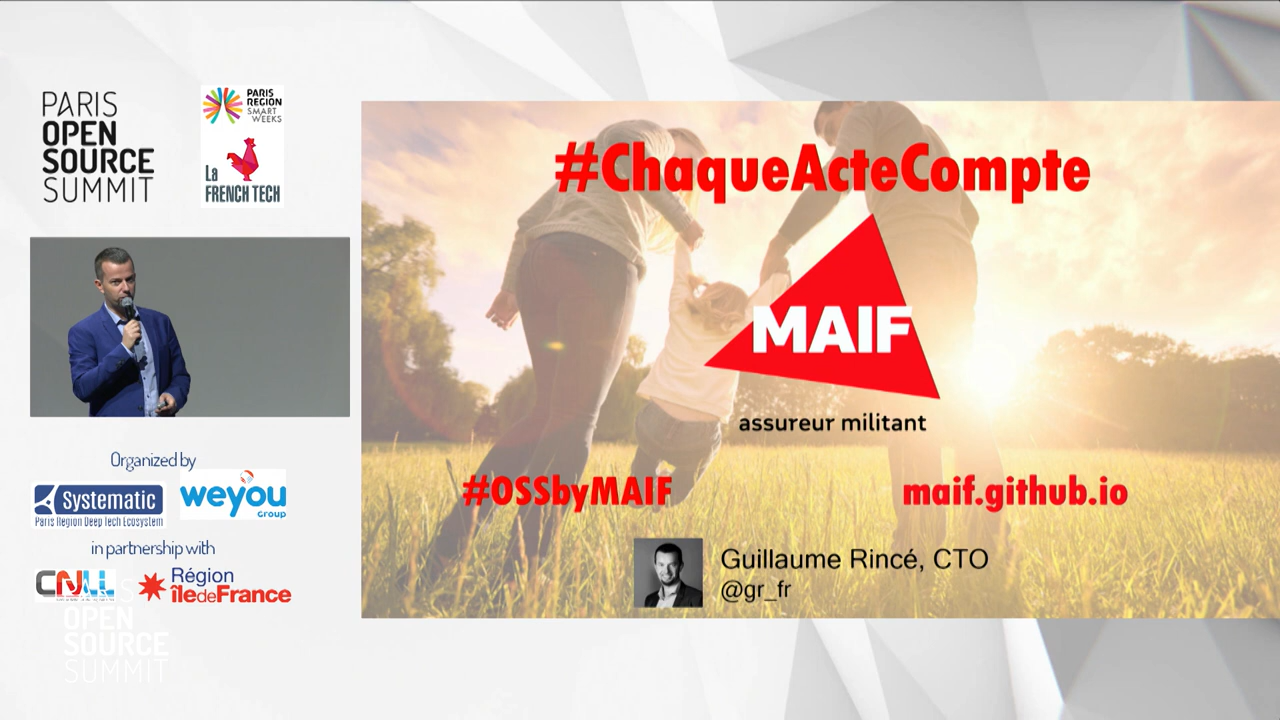 PARIS
OPEN
SOURCE
SUMMIT
PARIS
REGION
SMART
WEEKS
La
FRENCH TECH
#ChaqueActeCompte
MAIF
assureur militant
#OSSbyMAIF
maif.github.io
Guillaume Rincé, CTO
@gr_fr
Organized by
Systematic
Paris Region Deep Tech Ecosystem
weyou
Group
in partnership with
CNLL
Région
îledeFrance
PARIS
OPEN
SOURCE
SUMMIT